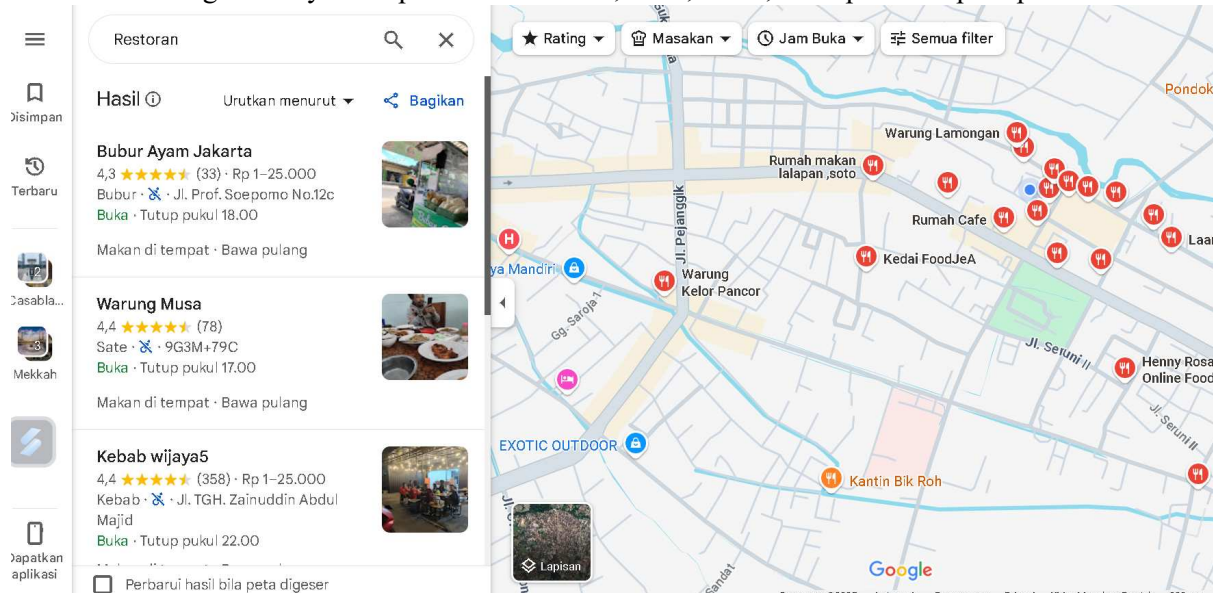 Restoran
Hasil
Urutkan menurut
Bagikan
Disimpan
Terbaru
2
Casabla...
3
Mekkah
Dapatkan
aplikasi
Bubur Ayam Jakarta
4,3 (33) · Rp 1–25.000
Bubur · Jl. Prof. Soepomo No.12c
Buka · Tutup pukul 18.00
Makan di tempat · Bawa pulang
Warung Musa
4,4 (78)
Sate · 9G3M+79C
Buka · Tutup pukul 17.00
Makan di tempat · Bawa pulang
Kebab wijaya5
4,4 (358) · Rp 1–25.000
Kebab · Jl. TGH. Zainuddin Abdul
Majid
Buka · Tutup pukul 22.00
Perbarui hasil bila peta digeser
Rating
Masakan
Jam Buka
Semua filter
Pondok
Warung Lamongan
Rumah makan
lalapan ,soto
Jl. Pejanggik
Rumah Cafe
Laar
Kedai FoodJeA
H
ya Mandiri
Warung
Kelor Pancor
Gg. Saroja 1
Jl. Seruni II
Henny Rosa
Online Food
Jl. Seruni II
EXOTIC OUTDOOR
Kantin Bik Roh
Lapisan
Google